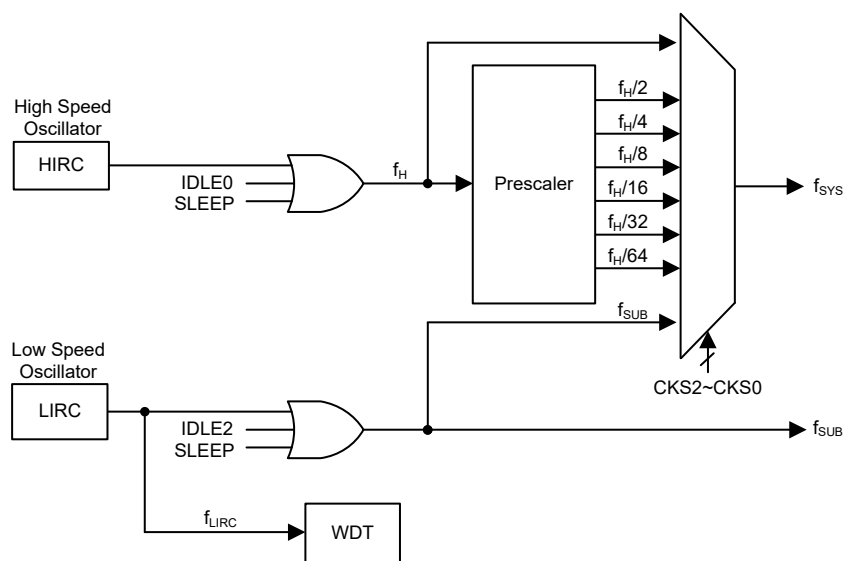 High Speed
Oscillator
HIRC
IDLE0
SLEEP
fH
Prescaler
fH/2
fH/4
fH/8
fH/16
fH/32
fH/64
fSUB
fSYS
CKS2~CKS0
Low Speed
Oscillator
LIRC
IDLE2
SLEEP
fSUB
fLIRC
WDT